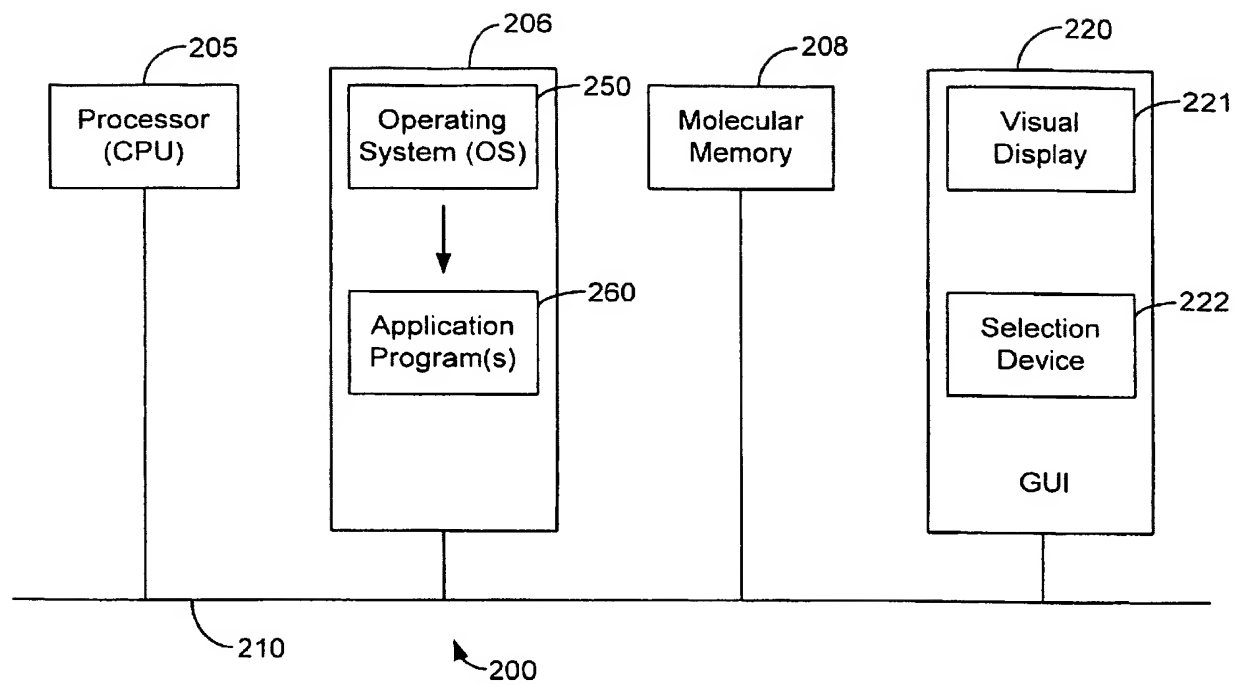 205
206
208
220
Processor
(CPU)
Operating
System (OS)
250
Molecular
Memory
Visual
Display
221
Application
Program(s)
260
Selection
Device
222
GUI
210
200